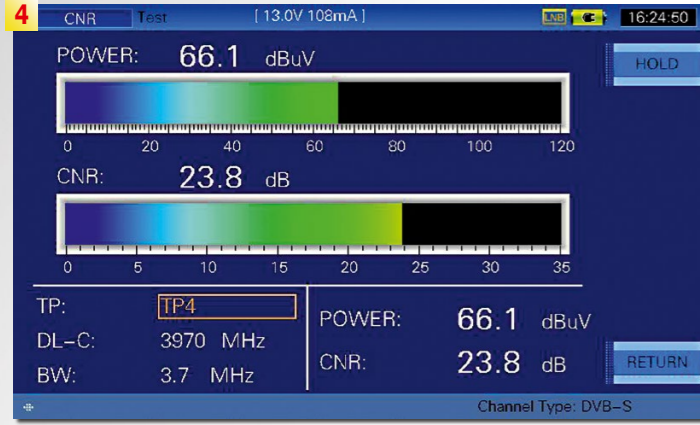 4
CNR Test [ 13.0V 108mA ] LNB 16:24:50
POWER: 66.1 dBuV
HOLD
0 20 40 60 80 100 120
CNR: 23.8 dB
0 5 10 15 20 25 30 35
TP: TP4
DL-C: 3970 MHz
BW: 3.7 MHz
POWER: 66.1 dBuV
CNR: 23.8 dB
RETURN
Channel Type: DVB-S